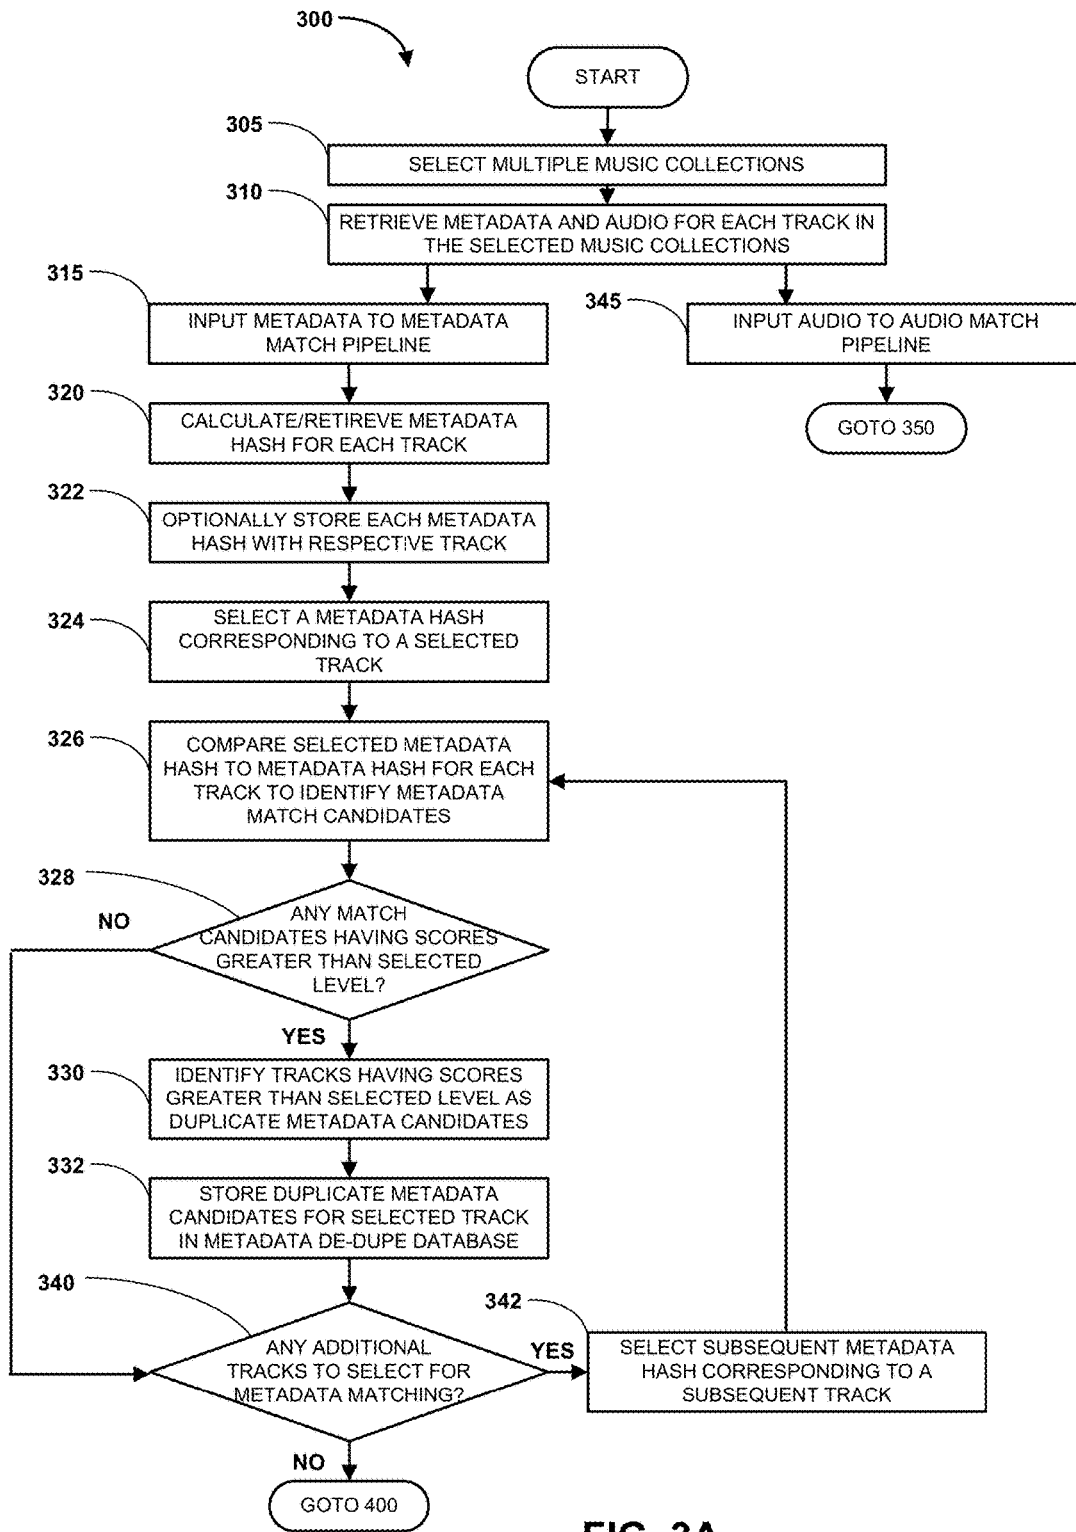 300
START
305
SELECT MULTIPLE MUSIC COLLECTIONS
310
RETRIEVE METADATA AND AUDIO FOR EACH TRACK IN
THE SELECTED MUSIC COLLECTIONS
315
INPUT METADATA TO METADATA
MATCH PIPELINE
345
INPUT AUDIO TO AUDIO MATCH
PIPELINE
320
CALCULATE/RETIREVE METADATA
HASH FOR EACH TRACK
GOTO 350
322
OPTIONALLY STORE EACH METADATA
HASH WITH RESPECTIVE TRACK
324
SELECT A METADATA HASH
CORRESPONDING TO A SELECTED
TRACK
326
COMPARE SELECTED METADATA
HASH TO METADATA HASH FOR EACH
TRACK TO IDENTIFY METADATA
MATCH CANDIDATES
328
NO
ANY MATCH
CANDIDATES HAVING SCORES
GREATER THAN SELECTED
LEVEL?
YES
330
IDENTIFY TRACKS HAVING SCORES
GREATER THAN SELECTED LEVEL AS
DUPLICATE METADATA CANDIDATES
332
STORE DUPLICATE METADATA
CANDIDATES FOR SELECTED TRACK
IN METADATA DE-DUPE DATABASE
340
ANY ADDITIONAL
TRACKS TO SELECT FOR
METADATA MATCHING?
YES
342
SELECT SUBSEQUENT METADATA
HASH CORRESPONDING TO A
SUBSEQUENT TRACK
NO
GOTO 400
FIG. 3A